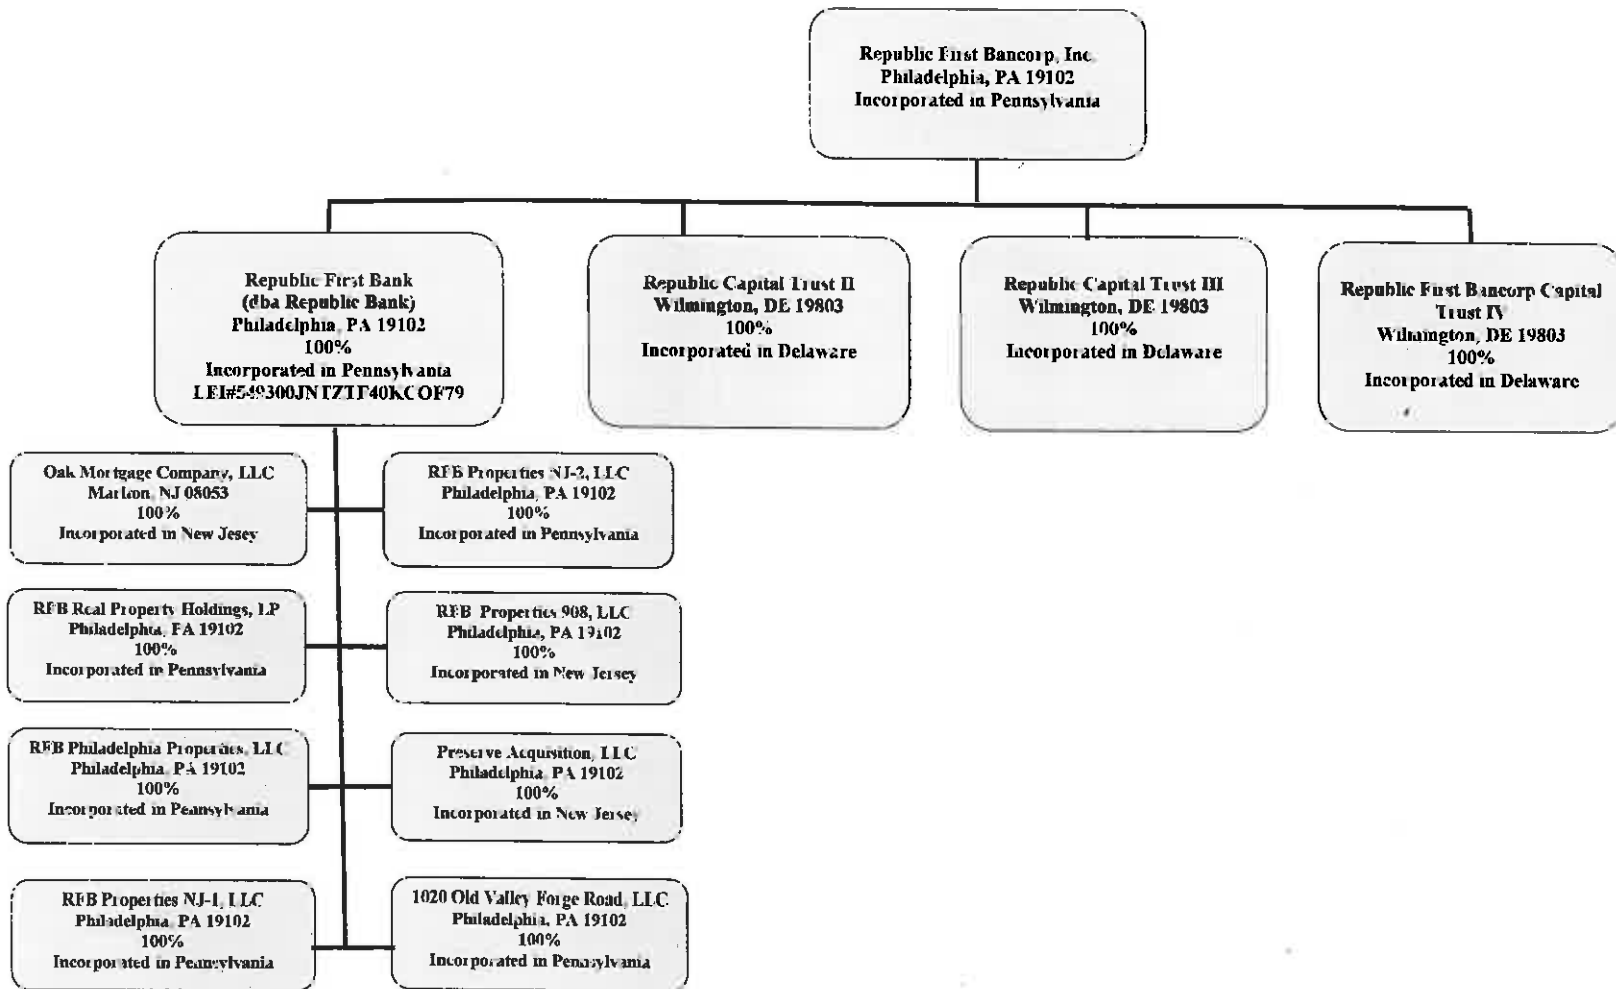 Republic First Bancorp, Inc.
Philadelphia, PA 19102
Incorporated in Pennsylvania
Republic First Bank
(dba Republic Bank)
Philadelphia, PA 19102
100%
Incorporated in Pennsylvania
Republic Capital Trust II
Wilmington, DE 19803
100%
Incorporated in Delaware
Republic Capital Trust III
Wilmington, DE 19803
100%
Incorporated in Delaware
Republic First Bancorp Capital
Trust IV
Wilmington, DE 19803
100%
Incorporated in Delaware
Oak Mortgage Company, LLC
Marlton, NJ 08053
100%
Incorporated in New Jesey
RFB Properties NJ-2, LLC
Philadelphia, PA 19102
100%
Incorporated in Pennsylvania
RFB Real Property Holdings, LP
Philadelphia, PA 19102
100%
Incorporated in Pennsylvania
RFB Properties 908, LLC
Philadelphia, PA 19102
100%
Incorporated in New Jersey
RFB Philadelphia Properties, LLC
Philadelphia, PA 19102
100%
Incorporated in Pennsylvania
Preserve Acquisition, LLC
Philadelphia, PA 19102
100%
Incorporated in New Jersey
RFB Properties NJ-1, LLC
Philadelphia, PA 19102
100%
Incorporated in Pennsylvania
1020 Old Valley Forge Road, LLC
Philadelphia, PA 19102
100%
Incorporated in Pennsylvania